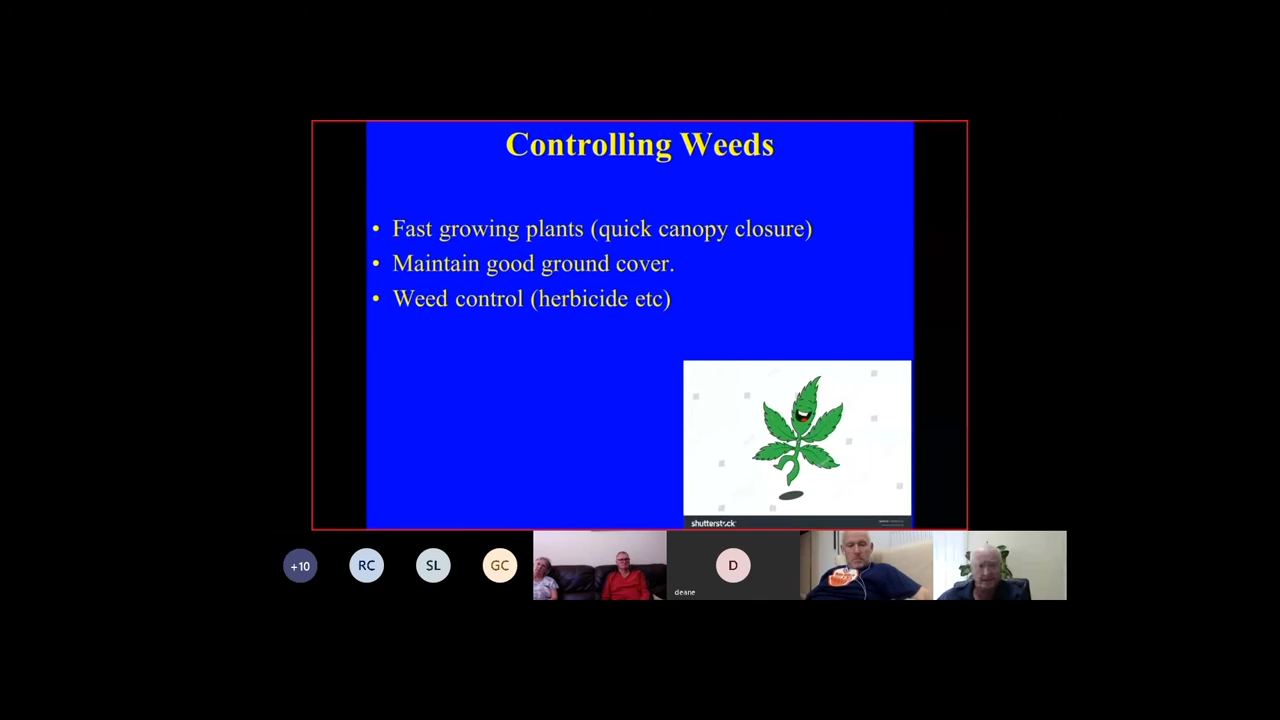 Controlling Weeds
• Fast growing plants (quick canopy closure)
• Maintain good ground cover.
• Weed control (herbicide etc)
shutterstock
+10
RC
SL
GC
D
deane